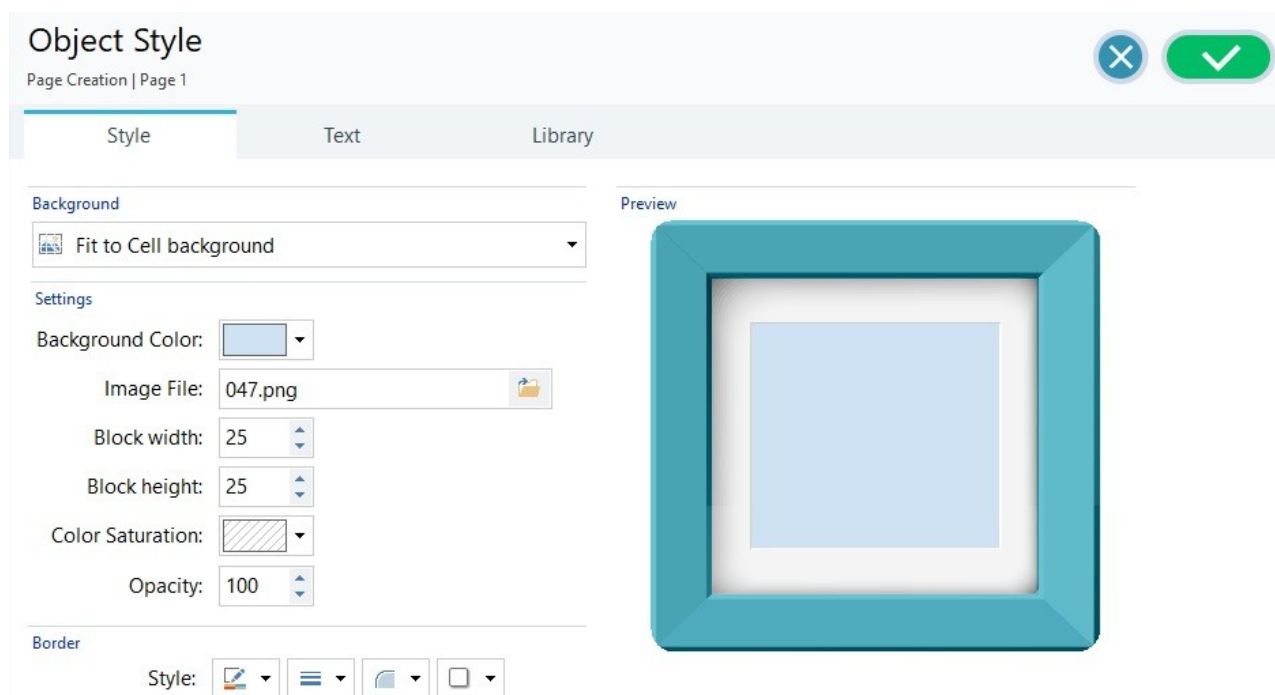 Object Style
Page Creation | Page 1
Style Text Library
Background
Fit to Cell background
Settings
Background Color:
Image File: 047.png
Block width: 25
Block height: 25
Color Saturation:
Opacity: 100
Border
Style:
Preview